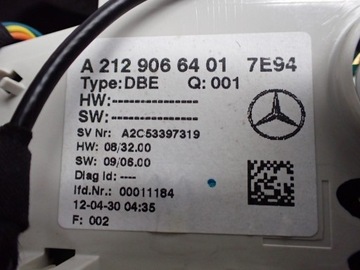 A 212 906 64 01 7E94
Type:DBE Q: 001
HW:----------------
SW:----------------
SV Nr: A2C53397319
HW: 08/32.00
SW: 09/06.00
Diag Id: ----
lfd.Nr.: 00011184
12-04-30 04:35
F: 002